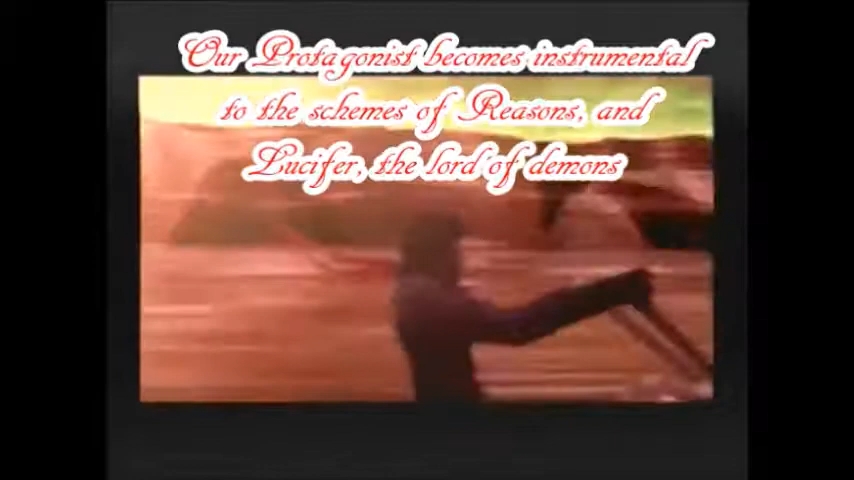 Our Protagonist becomes instrumental
to the schemes of Reasons, and
Lucifer, the lord of demons